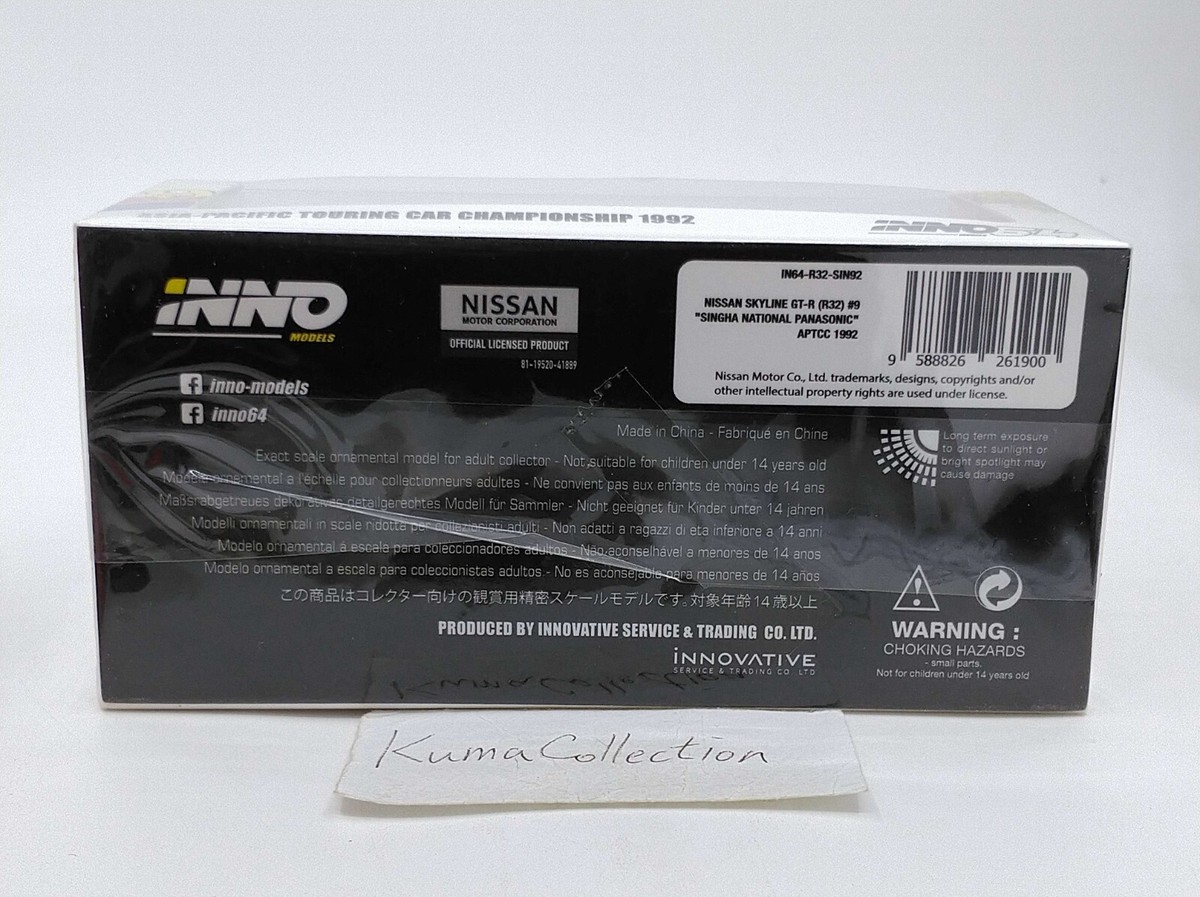 ASIA-PACIFIC TOURING CAR CHAMPIONSHIP 1992
INNO64
INNO
MODELS
inno-models
inno64
NISSAN
MOTOR CORPORATION
OFFICIAL LICENSED PRODUCT
81-19520-41889
IN64-R32-SIN92
NISSAN SKYLINE GT-R (R32) #9
"SINGHA NATIONAL PANASONIC"
APTCC 1992
9 588826 261900
Nissan Motor Co., Ltd. trademarks, designs, copyrights and/or
other intellectual property rights are used under license.
Made in China - Fabriqué en Chine
Exact scale ornamental model for adult collector - Not suitable for children under 14 years old
Modèle ornamental a l'échelle pour collectionneurs adultes - Ne convient pas aux enfants de moins de 14 ans
Maßsrabgetreues dekoratives detailgerechtes Modell für Sammler - Nicht geeignet für Kinder unter 14 jahren
Modelli ornamentali in scale ridotte per collezionisti adulti - Non adatti a ragazzi di eta inferiore a 14 anni
Modelo ornamental á escala para coleccionadores adultos - Não aconselhável a menores de 14 anos
Modelo ornamental a escala para coleccionistas adultos - No es aconsejable para menores de 14 años
この商品はコレクター向けの観賞用精密スケールモデルです。対象年齢14歳以上
PRODUCED BY INNOVATIVE SERVICE & TRADING CO. LTD.
INNOVATIVE
SERVICE & TRADING CO LTD
Long term exposure
to direct sunlight or
bright spotlight may
cause damage
WARNING :
CHOKING HAZARDS
- small parts.
Not for children under 14 years old
KumaCollection